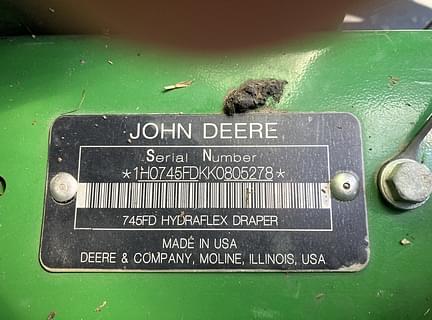 JOHN DEERE
Serial Number
*1H0745FDKK0805278*
745FD HYDRAFLEX DRAPER
MADE IN USA
DEERE & COMPANY, MOLINE, ILLINOIS, USA